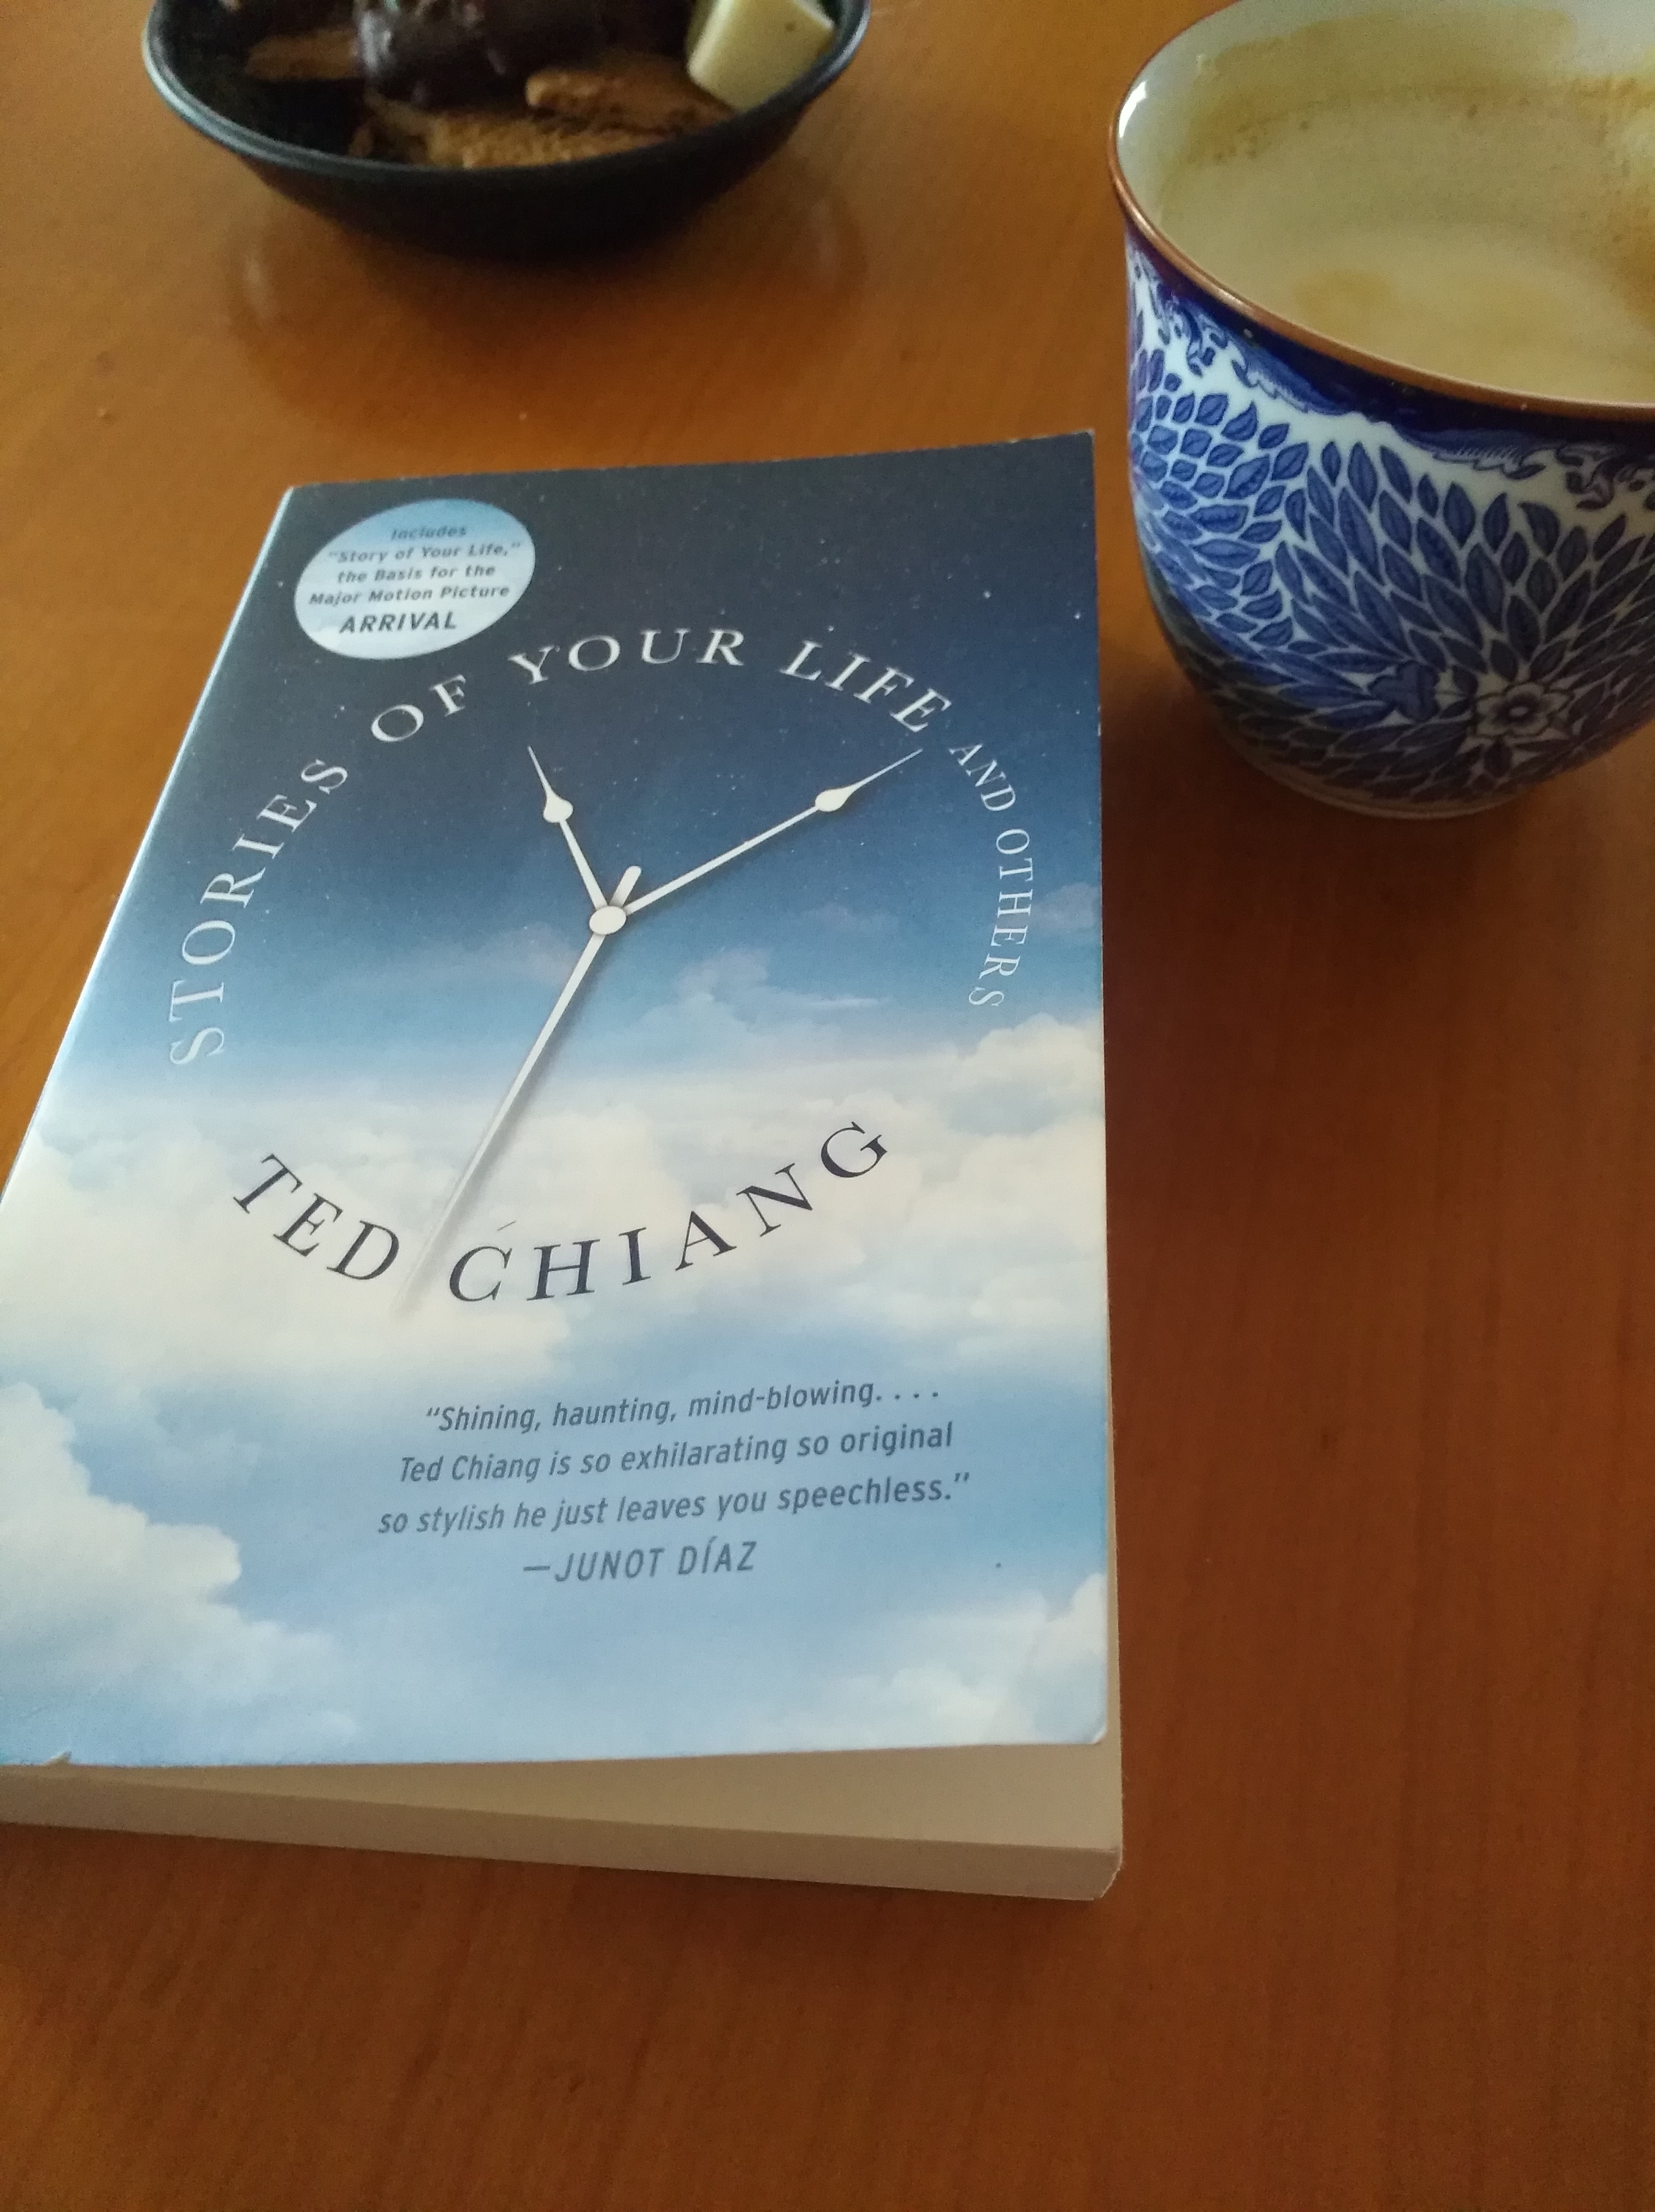 Includes
"Story of Your Life,"
the Basis for the
Major Motion Picture
ARRIVAL
STORIES OF YOUR LIFE AND OTHERS
TED CHIANG
"Shining, haunting, mind-blowing. . . .
Ted Chiang is so exhilarating so original
so stylish he just leaves you speechless."
—JUNOT DÍAZ